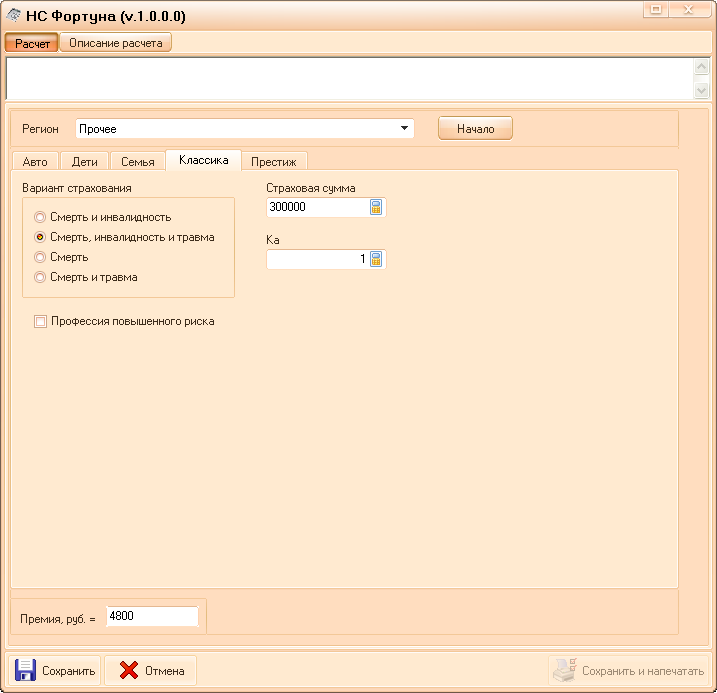 НС Фортуна (v.1.0.0.0)
Расчет Описание расчета
Регион Прочее Начало
Авто Дети Семья Классика Престиж
Вариант страхования Страховая сумма
Смерть и инвалидность 300000
Смерть, инвалидность и травма Ка
Смерть 1
Смерть и травма
Профессия повышенного риска
Премия, руб. = 4800
Сохранить Отмена Сохранить и напечатать